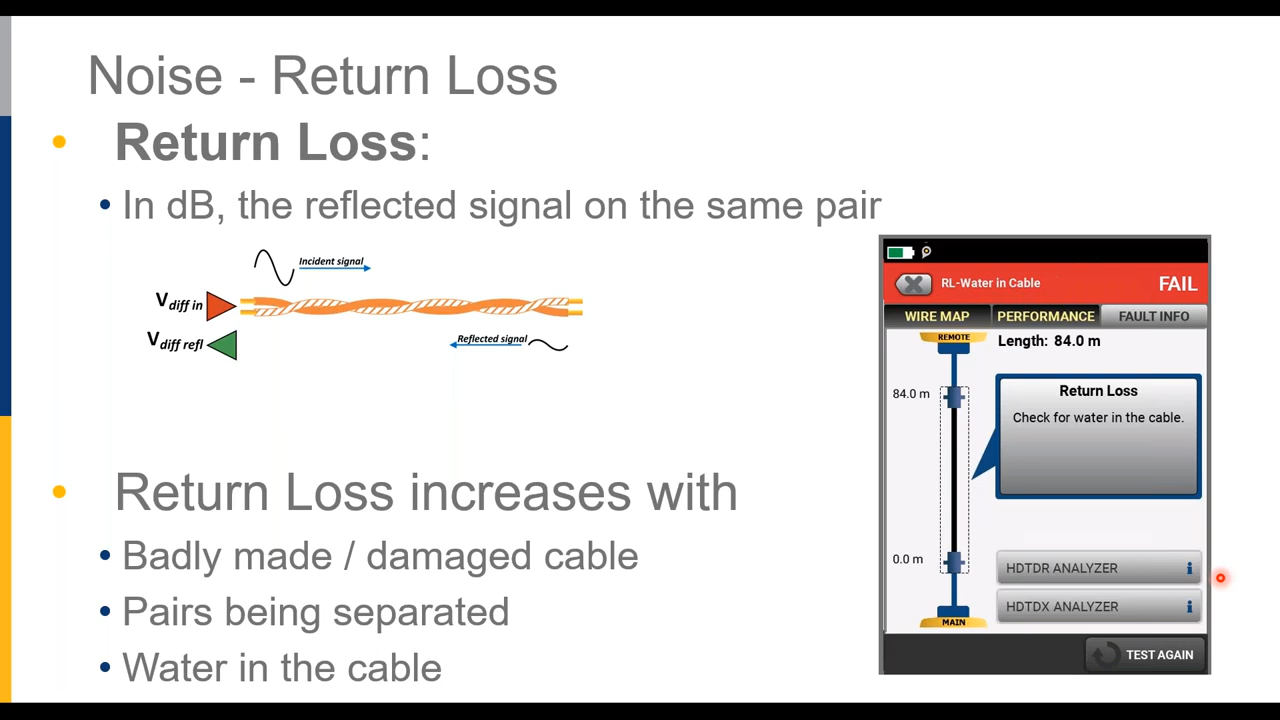 Noise - Return Loss
• Return Loss:
• In dB, the reflected signal on the same pair
Incident signal
V diff in
V diff refl
Reflected signal
• Return Loss increases with
• Badly made / damaged cable
• Pairs being separated
• Water in the cable
RL-Water in Cable FAIL
WIRE MAP PERFORMANCE FAULT INFO
REMOTE
Length: 84.0 m
84.0 m
Return Loss
Check for water in the cable.
0.0 m
HDTDR ANALYZER i
HDTDX ANALYZER i
MAIN
TEST AGAIN